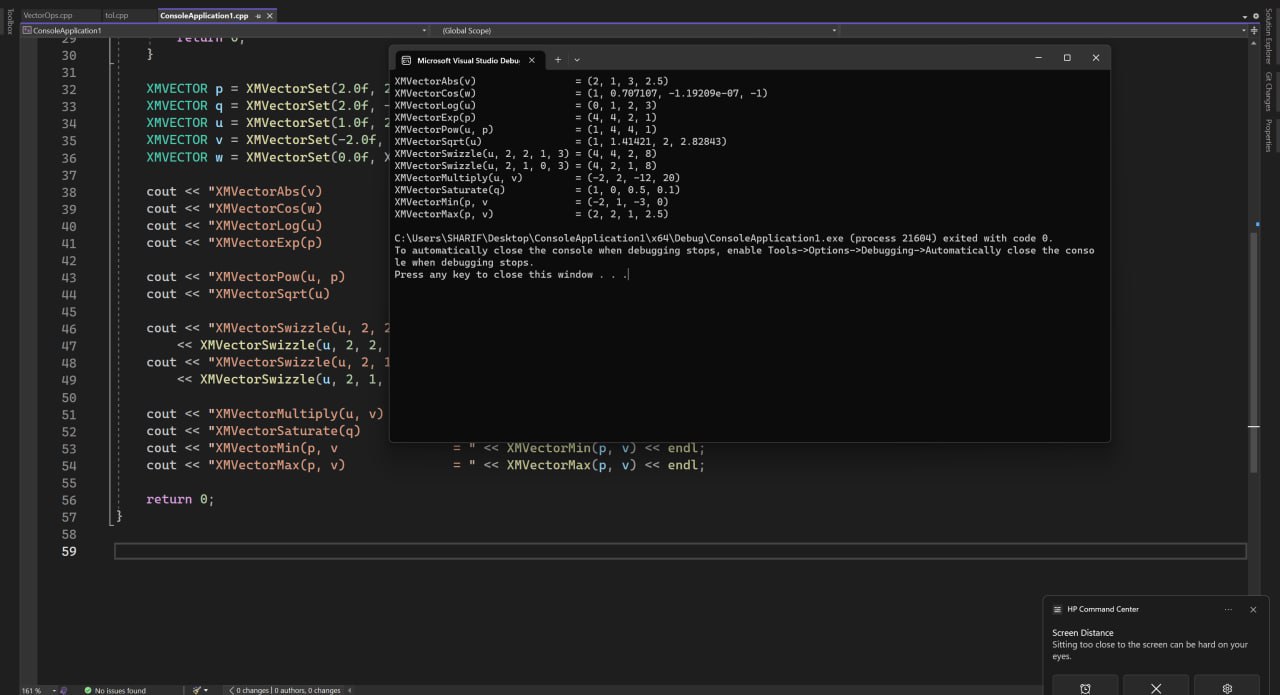 VectorOps.cpp tol.cpp ConsoleApplication1.cpp
Toolbox
ConsoleApplication1 (Global Scope)
Solution Explorer
Git Changes
Properties
29 return 0;
30 }
31
32 XMVECTOR p = XMVectorSet(2.0f, 2
33 XMVECTOR q = XMVectorSet(2.0f, -
34 XMVECTOR u = XMVectorSet(1.0f, 2
35 XMVECTOR v = XMVectorSet(-2.0f,
36 XMVECTOR w = XMVectorSet(0.0f, X
37
38 cout << "XMVectorAbs(v)
39 cout << "XMVectorCos(w)
40 cout << "XMVectorLog(u)
41 cout << "XMVectorExp(p)
42
43 cout << "XMVectorPow(u, p)
44 cout << "XMVectorSqrt(u)
45
46 cout << "XMVectorSwizzle(u, 2, 2
47 << XMVectorSwizzle(u, 2, 2,
48 cout << "XMVectorSwizzle(u, 2, 1
49 << XMVectorSwizzle(u, 2, 1,
50
51 cout << "XMVectorMultiply(u, v)
52 cout << "XMVectorSaturate(q)
53 cout << "XMVectorMin(p, v = " << XMVectorMin(p, v) << endl;
54 cout << "XMVectorMax(p, v) = " << XMVectorMax(p, v) << endl;
55
56 return 0;
57 }
58
59
Microsoft Visual Studio Debu
XMVectorAbs(v) = (2, 1, 3, 2.5)
XMVectorCos(w) = (1, 0.707107, -1.19209e-07, -1)
XMVectorLog(u) = (0, 1, 2, 3)
XMVectorExp(p) = (4, 4, 2, 1)
XMVectorPow(u, p) = (1, 4, 4, 1)
XMVectorSqrt(u) = (1, 1.41421, 2, 2.82843)
XMVectorSwizzle(u, 2, 2, 1, 3) = (4, 4, 2, 8)
XMVectorSwizzle(u, 2, 1, 0, 3) = (4, 2, 1, 8)
XMVectorMultiply(u, v) = (-2, 2, -12, 20)
XMVectorSaturate(q) = (1, 0, 0.5, 0.1)
XMVectorMin(p, v = (-2, 1, -3, 0)
XMVectorMax(p, v) = (2, 2, 1, 2.5)
C:\Users\SHARIF\Desktop\ConsoleApplication1\x64\Debug\ConsoleApplication1.exe (process 21604) exited with code 0.
To automatically close the console when debugging stops, enable Tools->Options->Debugging->Automatically close the conso
le when debugging stops.
Press any key to close this window . . .
HP Command Center
Screen Distance
Sitting too close to the screen can be hard on your
eyes.
161 % No issues found 0 changes | 0 authors, 0 changes